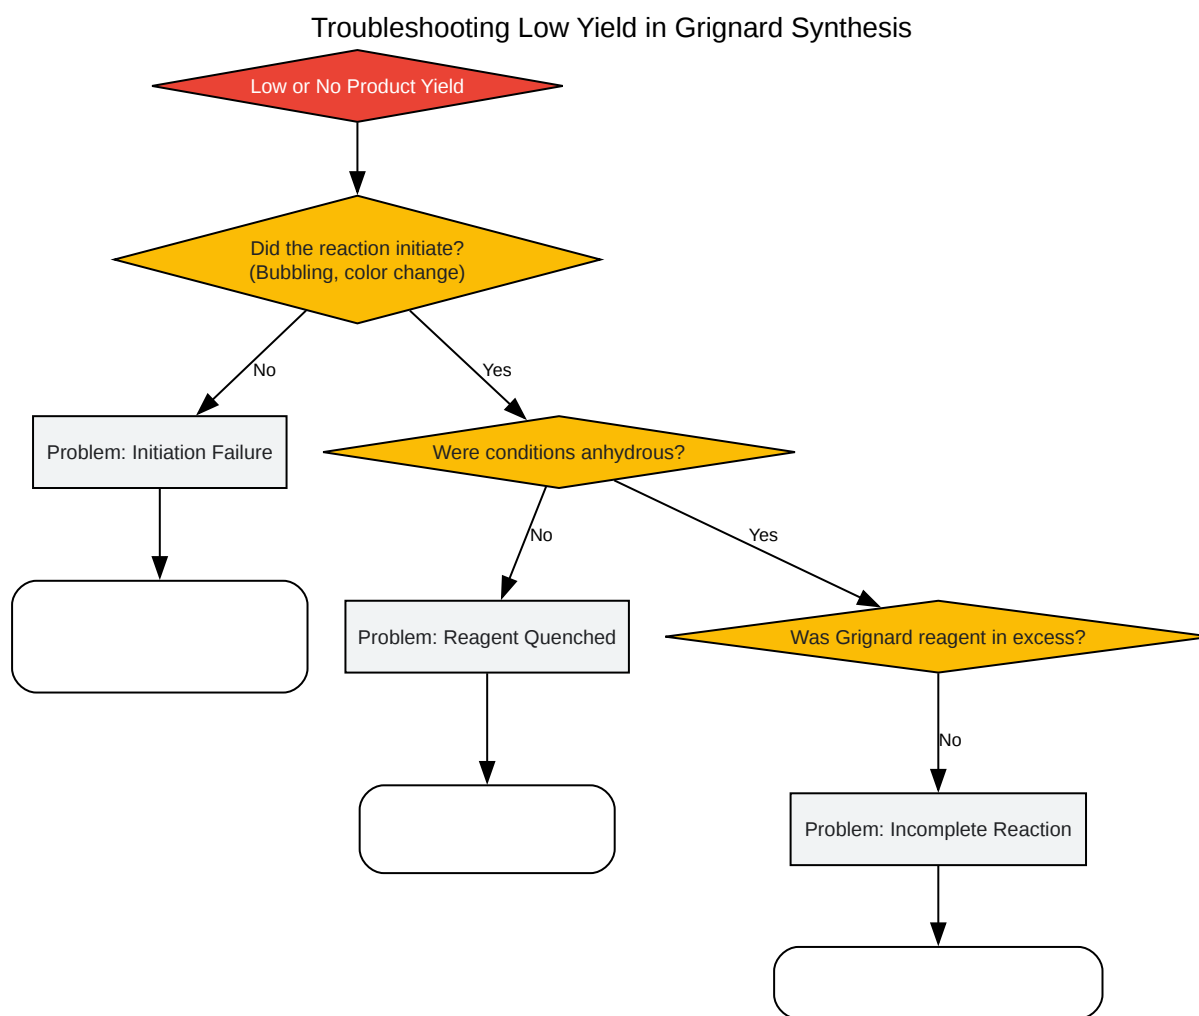 Troubleshooting Low Yield in Grignard Synthesis
Low or No Product Yield
Did the reaction initiate?
(Bubbling, color change)
No
Yes
Problem: Initiation Failure
Were conditions anhydrous?
No
Yes
Problem: Reagent Quenched
Was Grignard reagent in excess?
No
Problem: Incomplete Reaction